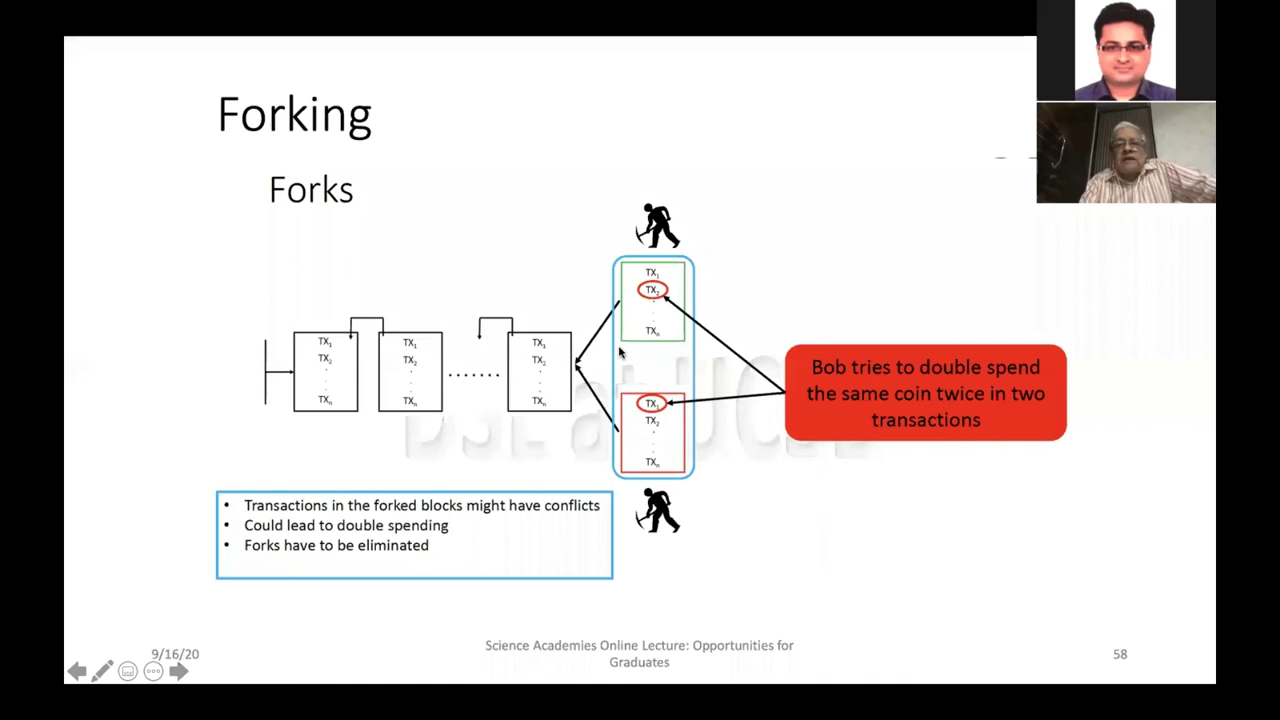 Forking
Forks
TX1
TX2
TXn
TX1
TX2
TXn
TX1
TX2
TXn
TX1
TX2
TXn
TX1
TX2
TXn
Bob tries to double spend
the same coin twice in two
transactions
• Transactions in the forked blocks might have conflicts
• Could lead to double spending
• Forks have to be eliminated
9/16/20
Science Academies Online Lecture: Opportunities for
Graduates
58